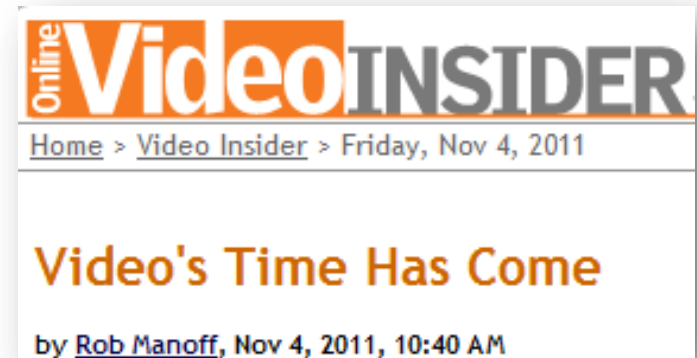 Online VideoINSIDER
Home > Video Insider > Friday, Nov 4, 2011
Video's Time Has Come
by Rob Manoff, Nov 4, 2011, 10:40 AM